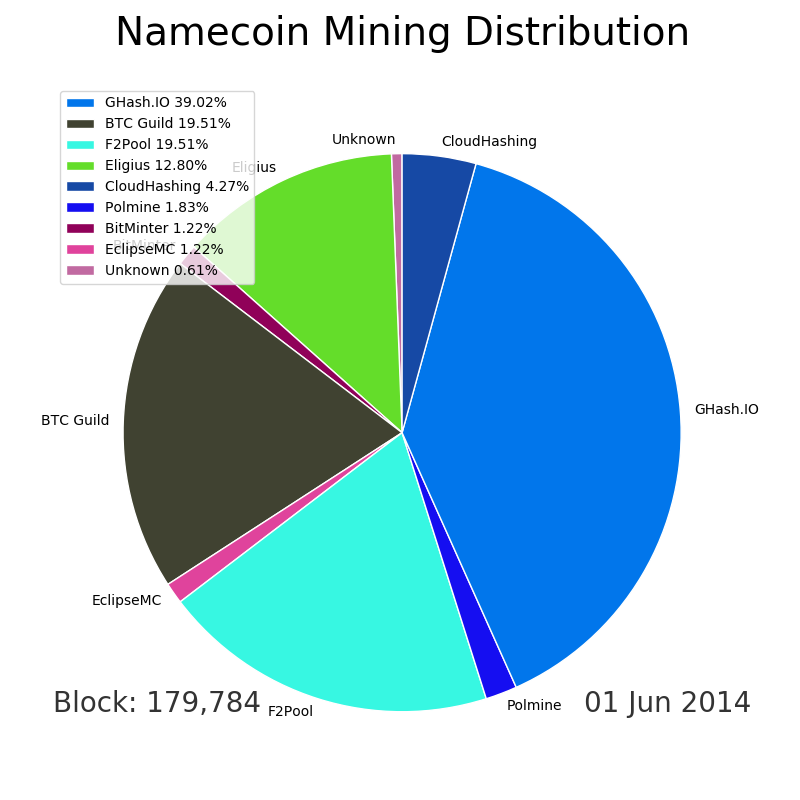 Namecoin Mining Distribution
GHash.IO 39.02%
BTC Guild 19.51%
F2Pool 19.51%
Eligius 12.80%
CloudHashing 4.27%
Polmine 1.83%
BitMinter 1.22%
EclipseMC 1.22%
Unknown 0.61%
Unknown
CloudHashing
Eligius
BitMinter
GHash.IO
BTC Guild
EclipseMC
Polmine
F2Pool
Block: 179,784
01 Jun 2014